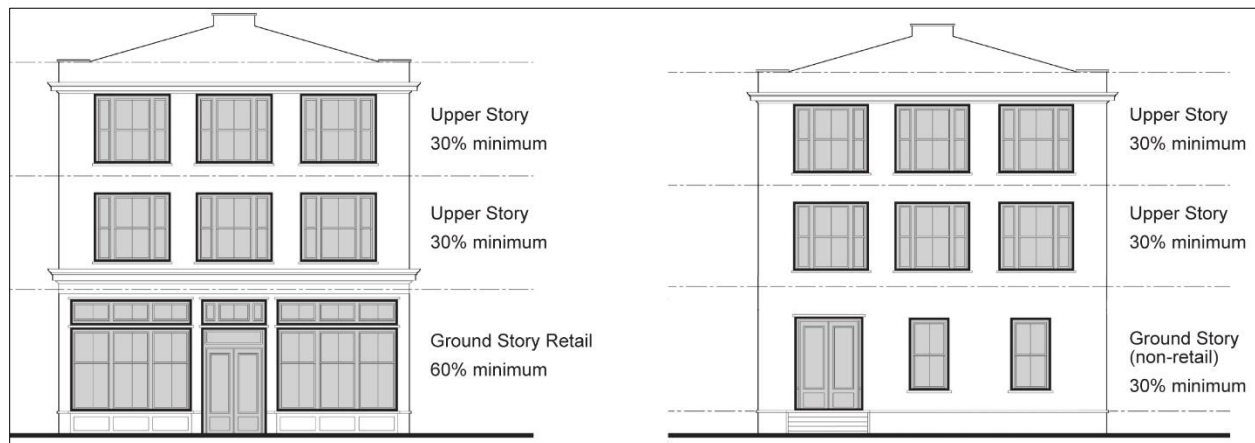 Upper Story
30% minimum
Upper Story
30% minimum
Ground Story Retail
60% minimum
Upper Story
30% minimum
Upper Story
30% minimum
Ground Story
(non-retail)
30% minimum